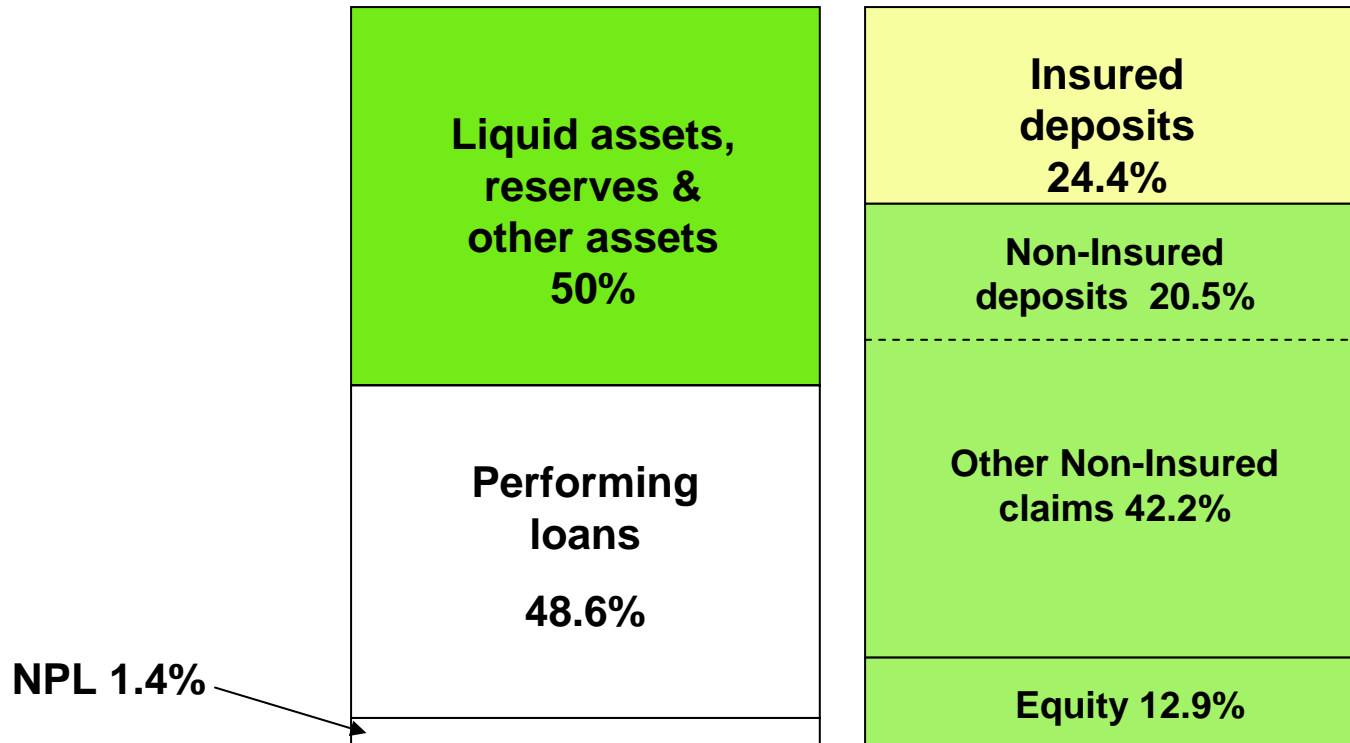 Liquid assets,
reserves &
other assets
50%
Performing
loans
48.6%
NPL 1.4%
Insured
deposits
24.4%
Non-Insured
deposits 20.5%
Other Non-Insured
claims 42.2%
Equity 12.9%